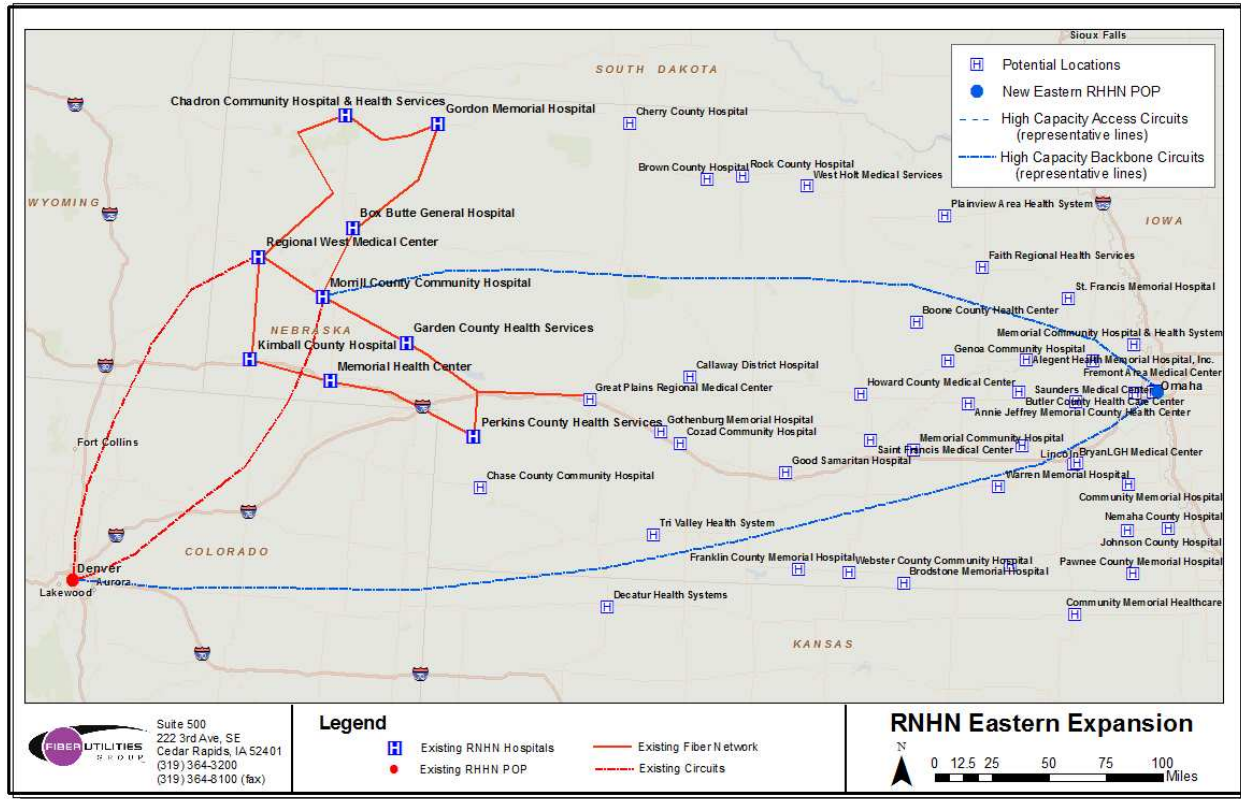 Sioux Falls
SOUTH DAKOTA
Potential Locations
New Eastern RHHN POP
High Capacity Access Circuits
(representative lines)
High Capacity Backbone Circuits
(representative lines)
Chadron Community Hospital & Health Services
Gordon Memorial Hospital
Cherry County Hospital
Brown County Hospital
Rock County Hospital
West Holt Medical Services
WYOMING
Plainview Area Health System
IOWA
Box Butte General Hospital
Regional West Medical Center
Faith Regional Health Services
Morrill County Community Hospital
St. Francis Memorial Hospital
Boone County Health Center
NEBRASKA
Garden County Health Services
Memorial Community Hospital & Health System
Kimball County Hospital
Genoa Community Hospital
Alegent Health Memorial Hospital, Inc.
Memorial Health Center
Callaway District Hospital
Fremont Area Medical Center
Great Plains Regional Medical Center
Howard County Medical Center
Saunders Medical Center
Omaha
Butler County Health Care Center
Annie Jeffrey Memorial County Health Center
80
76
Perkins County Health Services
Gothenburg Memorial Hospital
Cozad Community Hospital
Memorial Community Hospital
Saint Francis Medical Center
Fort Collins
Lincoln
BryanLGH Medical Center
Good Samaritan Hospital
Chase County Community Hospital
Warren Memorial Hospital
Community Memorial Hospital
76
76
Tri Valley Health System
Nemaha County Hospital
Johnson County Hospital
COLORADO
Franklin County Memorial Hospital
Webster County Community Hospital
Brodstone Memorial Hospital
Pawnee County Memorial Hospital
Denver
Aurora
Lakewood
Decatur Health Systems
Community Memorial Healthcare
KANSAS
70
FIBER UTILITIES
GROUP
Suite 500
222 3rd Ave, SE
Cedar Rapids, IA 52401
(319) 364-3200
(319) 364-8100 (fax)
Legend
Existing RNHN Hospitals
Existing RHHN POP
Existing Fiber Network
Existing Circuits
RNHN Eastern Expansion
N
0 12.5 25 50 75 100
Miles